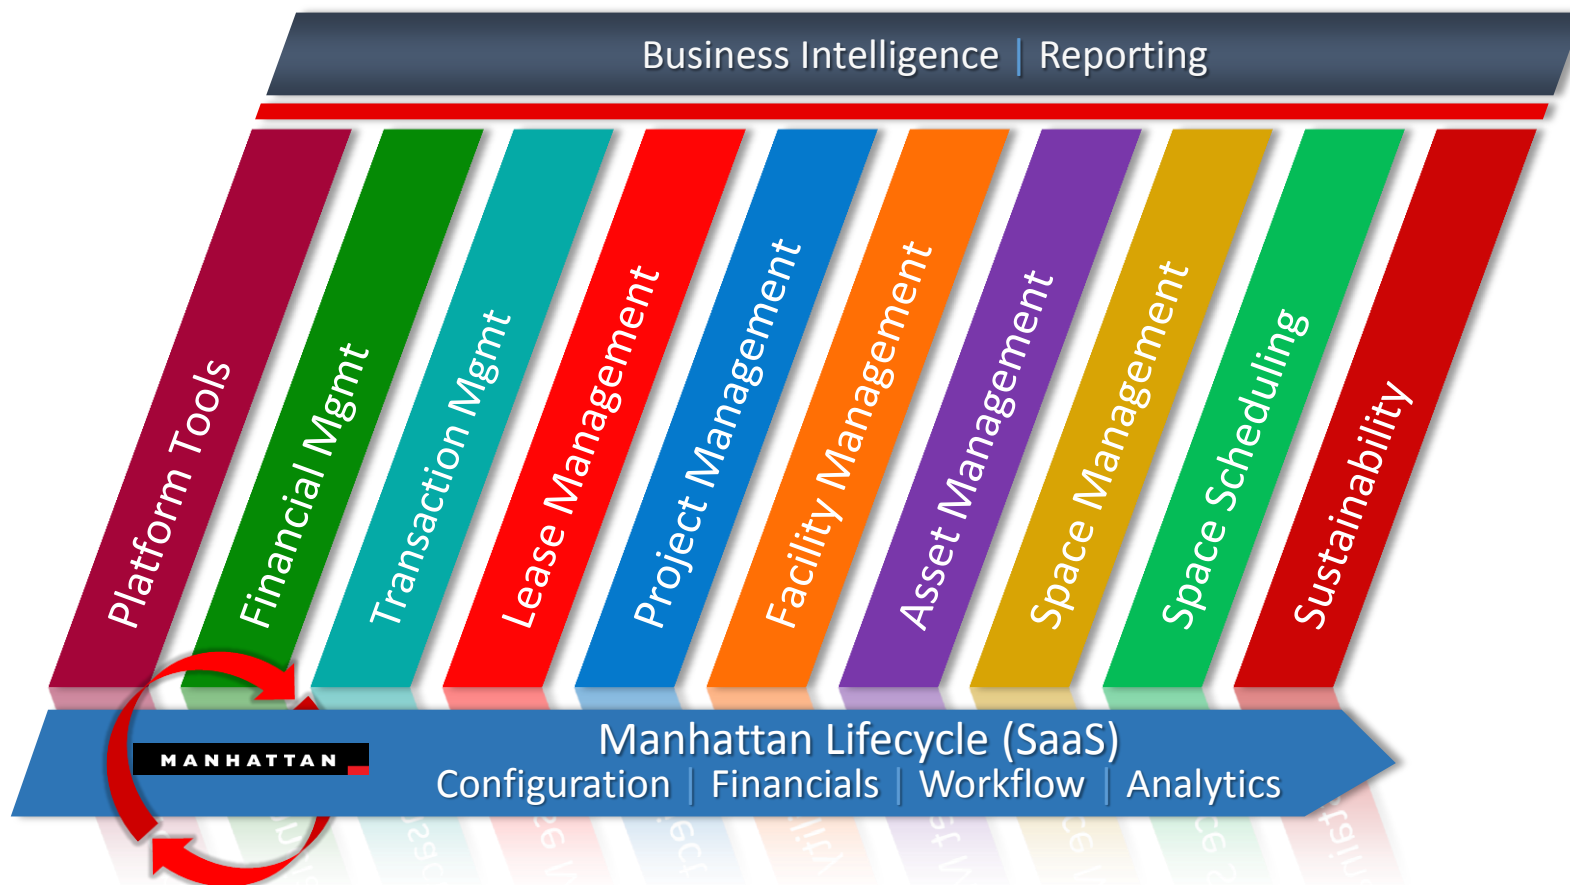 Business Intelligence | Reporting
Platform Tools
Financial Mgmt
Transaction Mgmt
Lease Management
Project Management
Facility Management
Asset Management
Space Management
Space Scheduling
Sustainability
MANHATTAN
Manhattan Lifecycle (SaaS)
Configuration | Financials | Workflow | Analytics